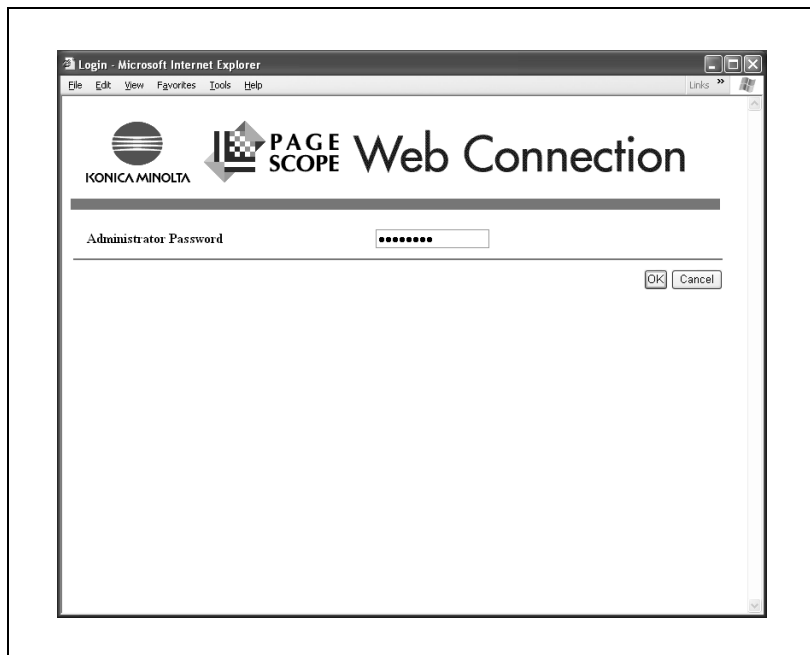 Login - Microsoft Internet Explorer
File Edit View Favorites Tools Help
Links »
KONICA MINOLTA
PAGE
SCOPE
Web Connection
Administrator Password
••••••••
OK Cancel